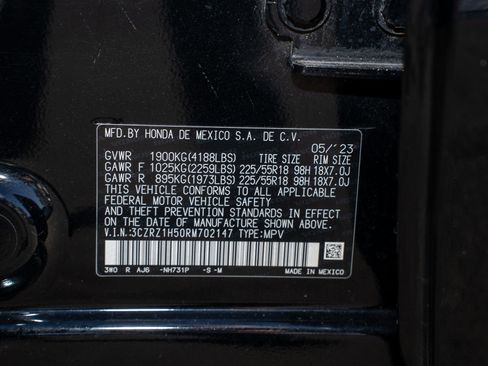 MFD.BY HONDA DE MEXICO S.A. DE C.V.
05/'23
GVWR 1900KG(4188LBS) TIRE SIZE RIM SIZE
GAWR F 1025KG(2259LBS) 225/55R18 98H 18X7.0J
GAWR R 895KG(1973LBS) 225/55R18 98H 18X7.0J
THIS VEHICLE CONFORMS TO ALL APPLICABLE
FEDERAL MOTOR VEHICLE SAFETY, BUMPER,
AND THEFT PREVENTION STANDARDS IN EFFECT
ON THE DATE OF MANUFACTURE SHOWN ABOVE.
V.I.N.:3CZRZ1H50RM702147 TYPE:MPV
3W0 R AJ6 -NH731P -S -M MADE IN MEXICO